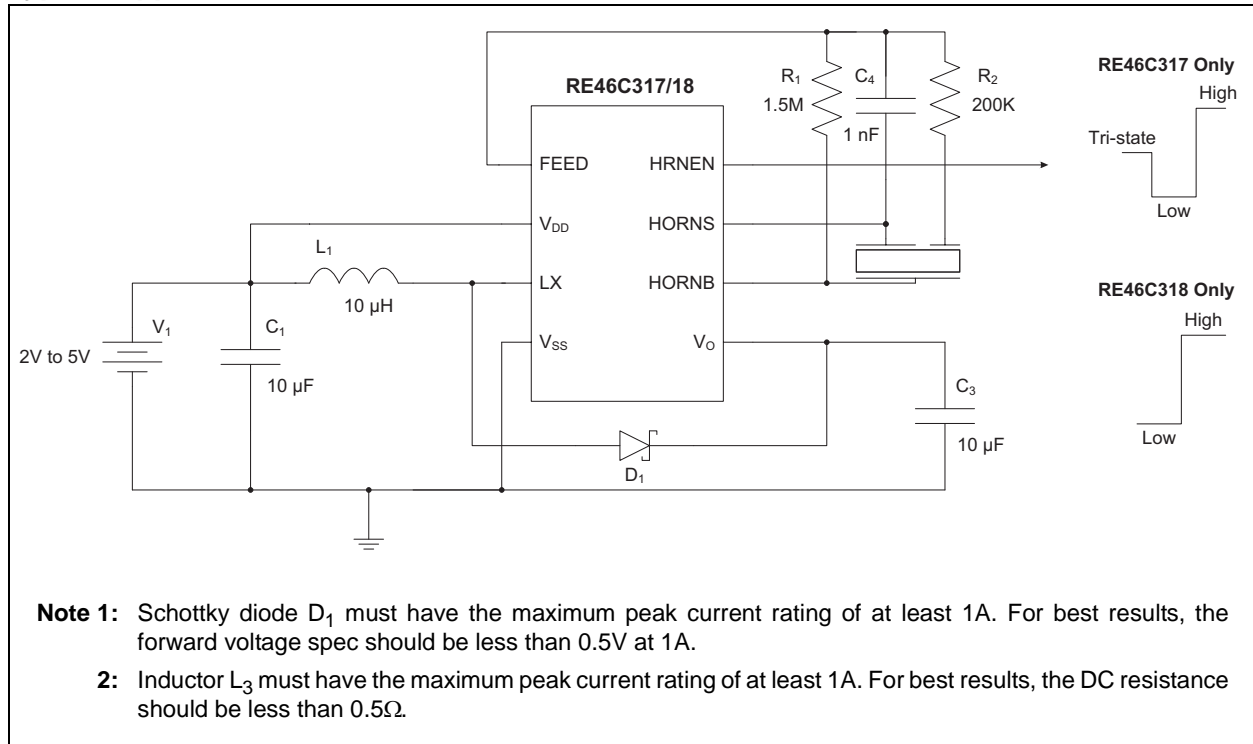 RE46C317/18
R1
1.5M
C4
1 nF
R2
200K
RE46C317 Only
High
Tri-state
Low
FEED
HRNEN
VDD
HORNS
L1
10 µH
LX
HORNB
VSS
VO
V1
2V to 5V
C1
10 µF
C3
10 µF
D1
RE46C318 Only
High
Low
Note 1: Schottky diode D1 must have the maximum peak current rating of at least 1A. For best results, the
forward voltage spec should be less than 0.5V at 1A.
2: Inductor L3 must have the maximum peak current rating of at least 1A. For best results, the DC resistance
should be less than 0.5Ω.